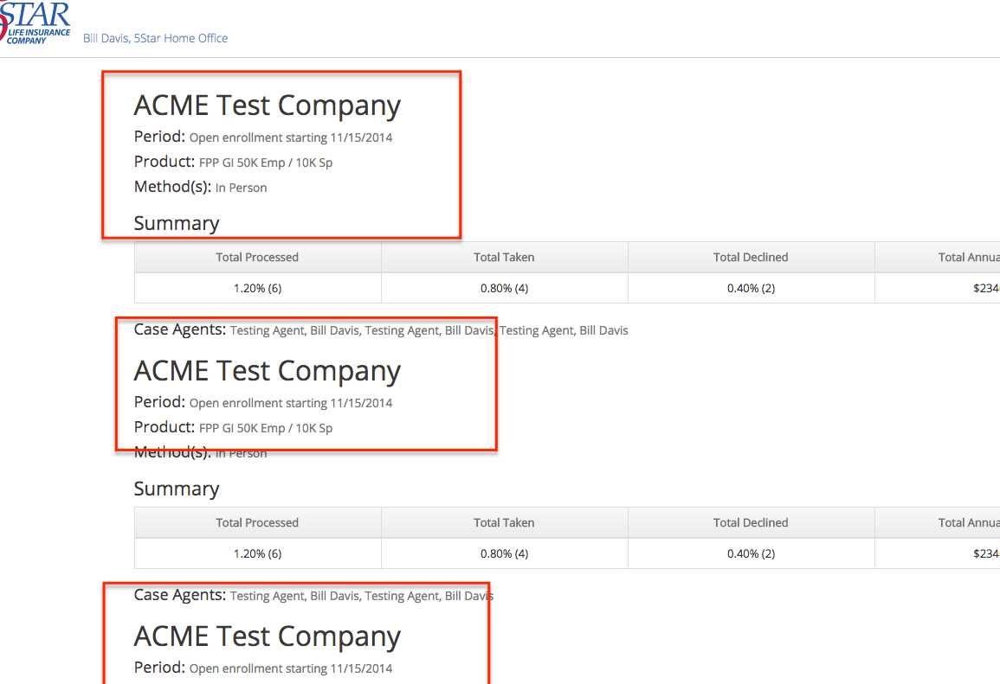 STAR
LIFE INSURANCE
COMPANY
Bill Davis, 5Star Home Office
ACME Test Company
Period: Open enrollment starting 11/15/2014
Product: FPP GI 50K Emp / 10K Sp
Method(s): In Person
Summary
Total Processed Total Taken Total Declined Total Annua
1.20% (6) 0.80% (4) 0.40% (2) $234
Case Agents: Testing Agent, Bill Davis, Testing Agent, Bill Davis, Testing Agent, Bill Davis
ACME Test Company
Period: Open enrollment starting 11/15/2014
Product: FPP GI 50K Emp / 10K Sp
Method(s): In Person
Summary
Total Processed Total Taken Total Declined Total Annua
1.20% (6) 0.80% (4) 0.40% (2) $234
Case Agents: Testing Agent, Bill Davis, Testing Agent, Bill Davis
ACME Test Company
Period: Open enrollment starting 11/15/2014